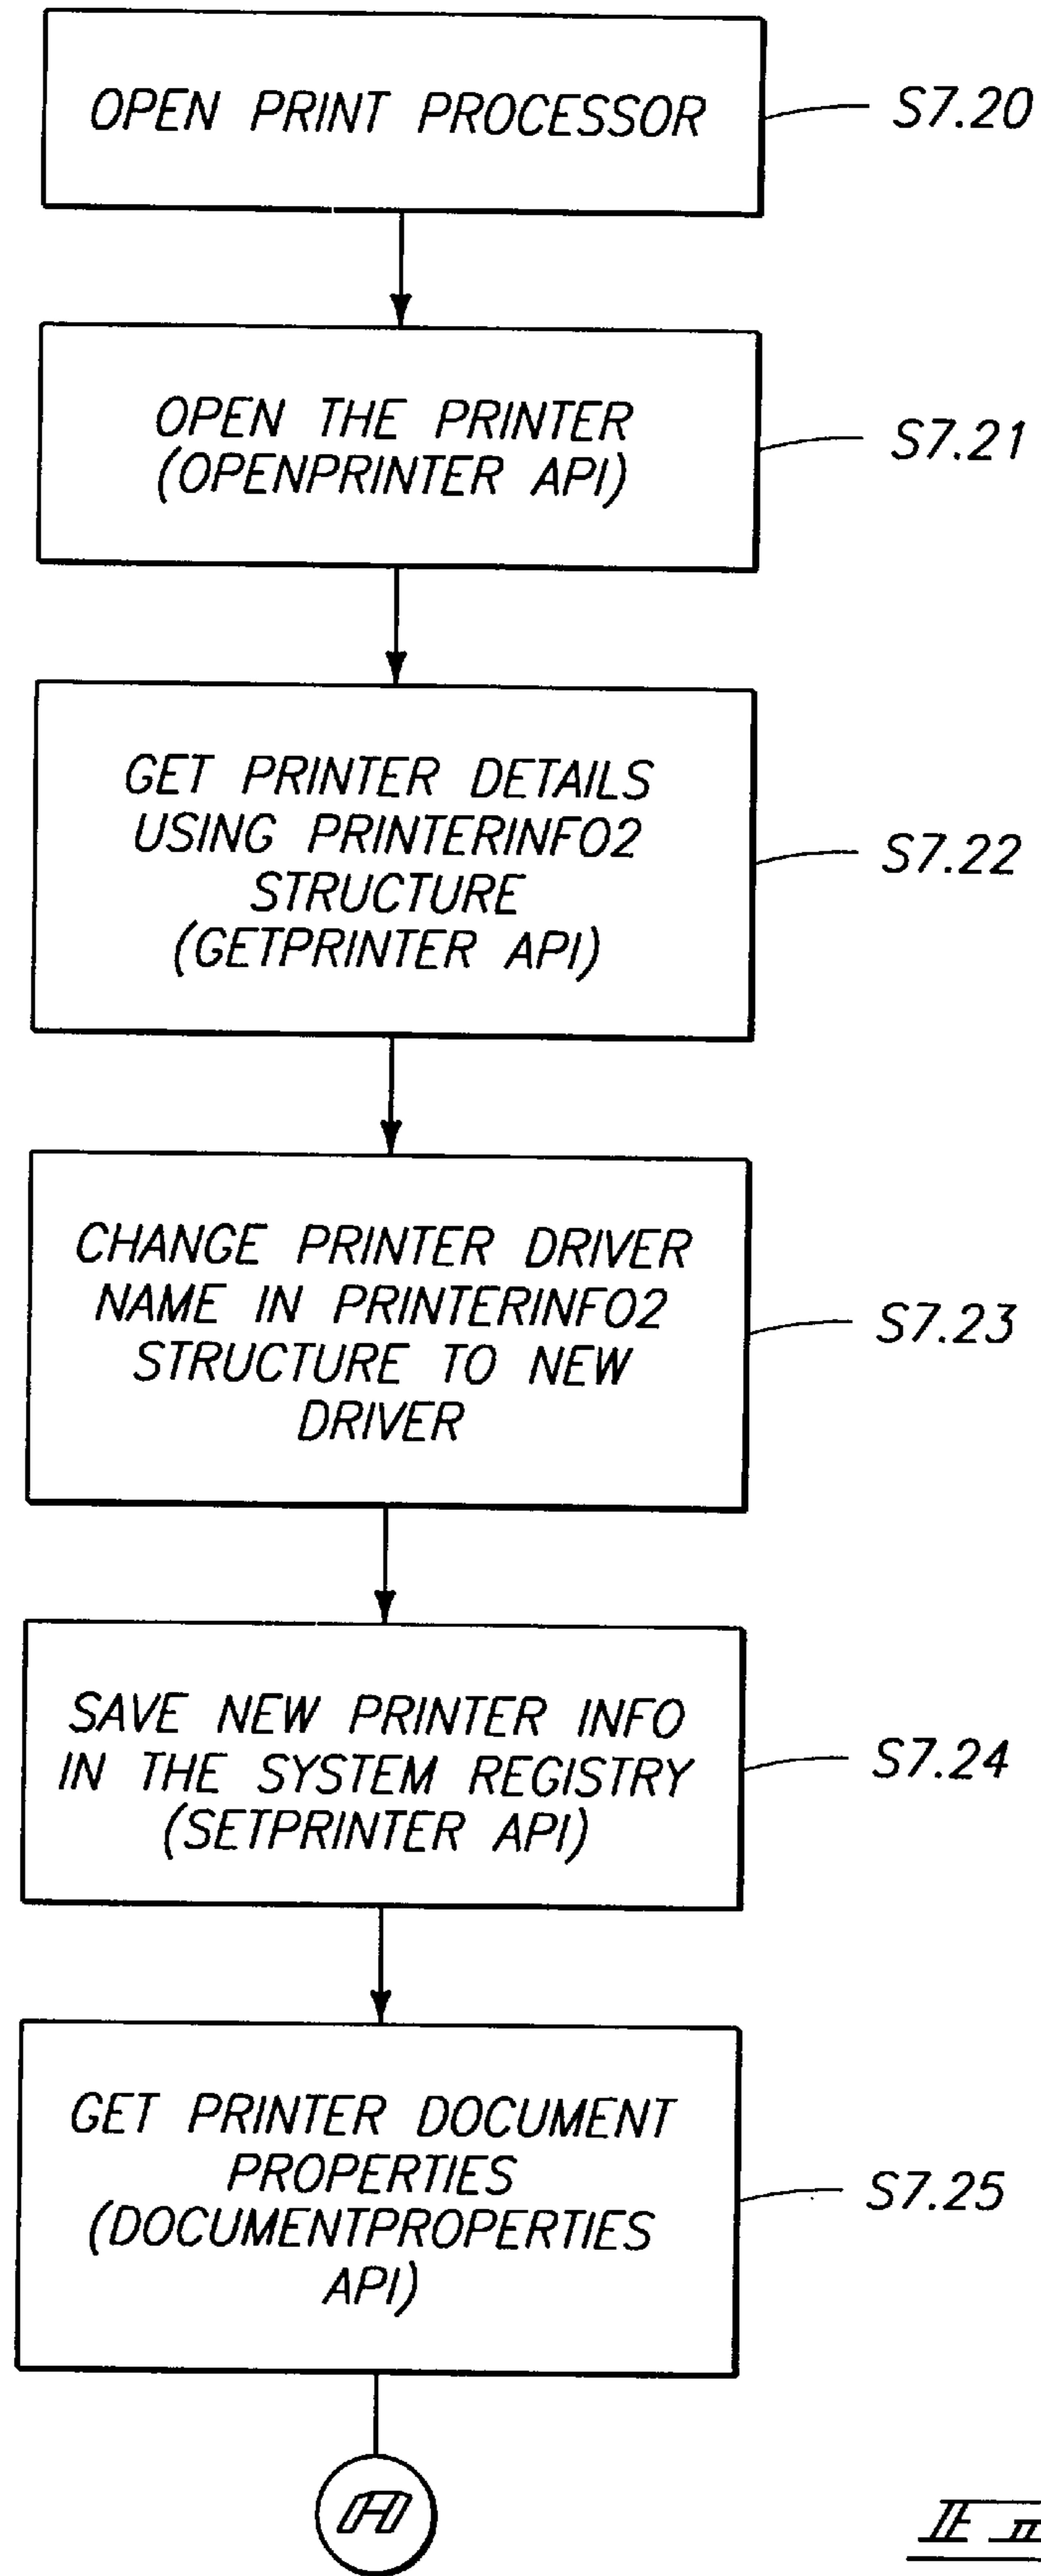 OPEN PRINT PROCESSOR
S7.20
OPEN THE PRINTER
(OPENPRINTER API)
S7.21
GET PRINTER DETAILS
USING PRINTERINFO2
STRUCTURE
(GETPRINTER API)
S7.22
CHANGE PRINTER DRIVER
NAME IN PRINTERINFO2
STRUCTURE TO NEW
DRIVER
S7.23
SAVE NEW PRINTER INFO
IN THE SYSTEM REGISTRY
(SETPRINTER API)
S7.24
GET PRINTER DOCUMENT
PROPERTIES
(DOCUMENTPROPERTIES
API)
S7.25
H